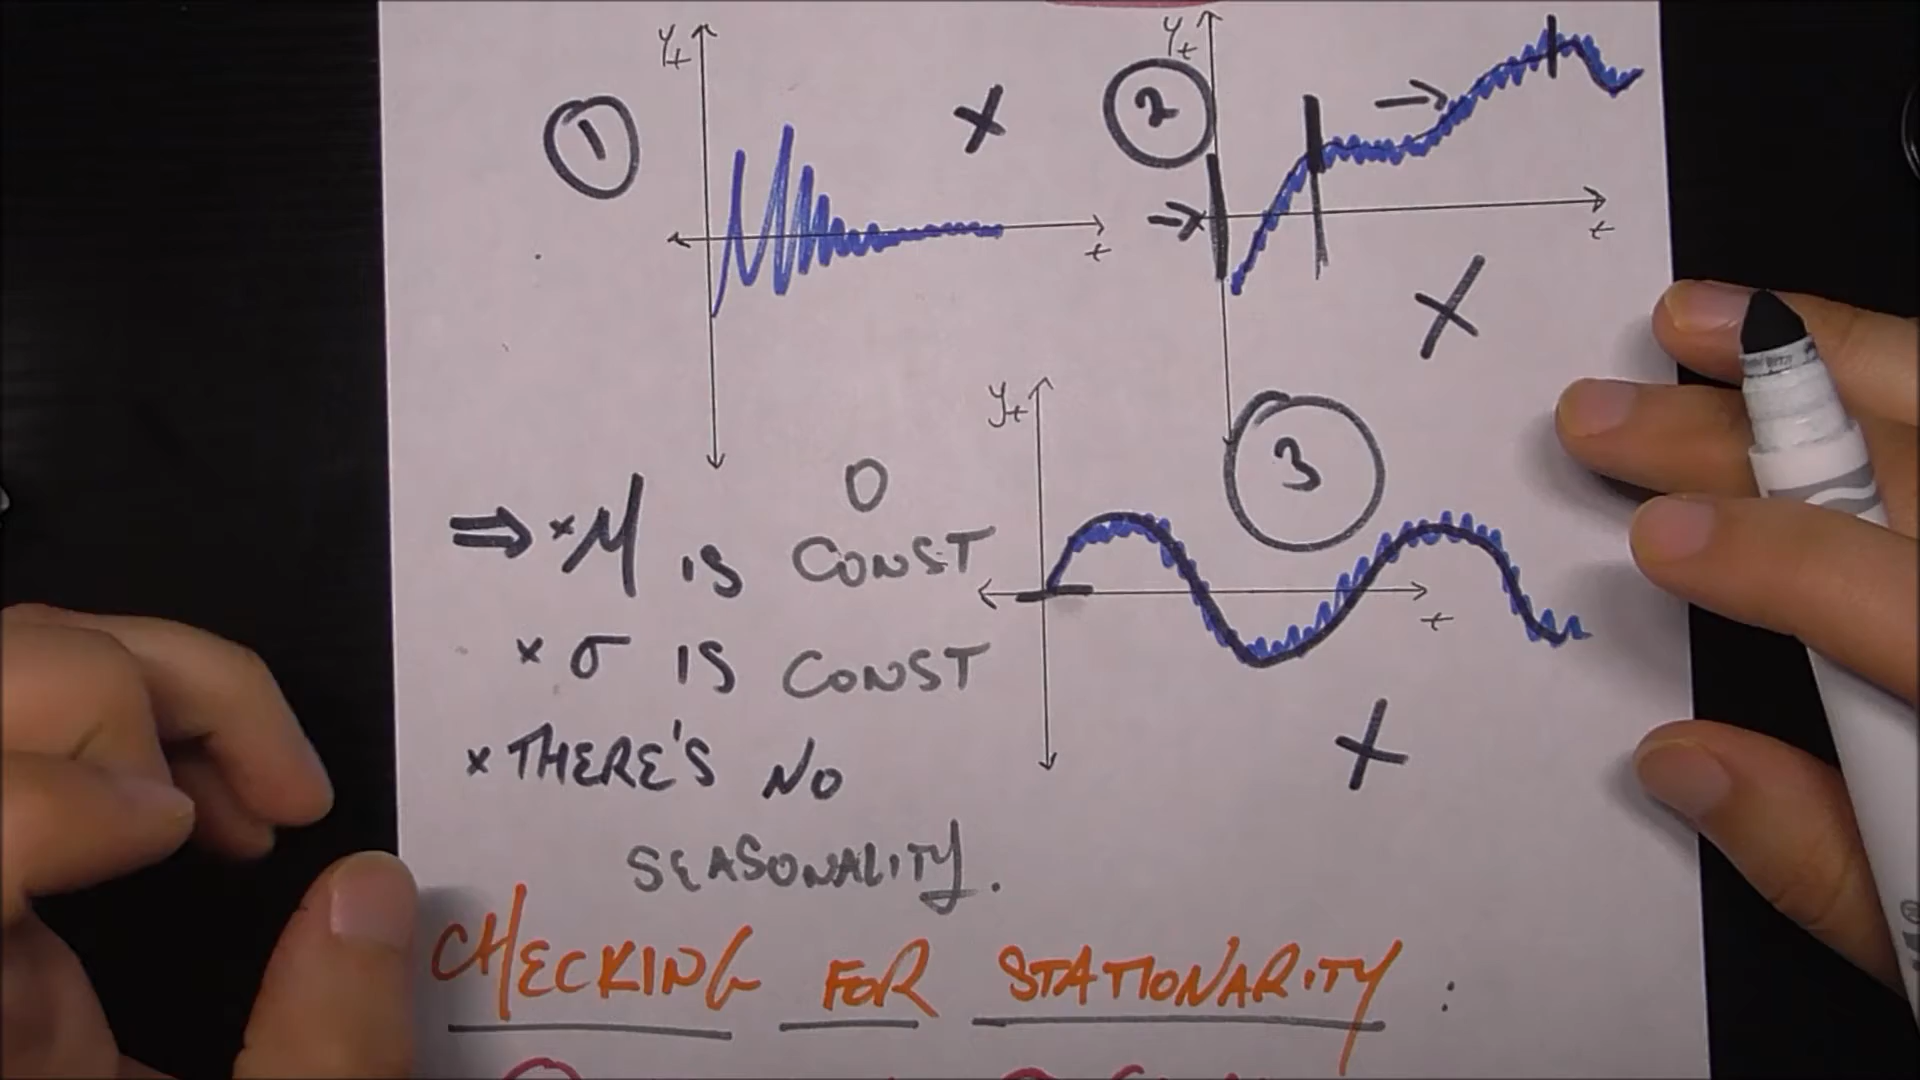 Yt
1
X
t
Yt
2
t
X
yt
3
t
X
0
⇒ × μ is CONST
× σ is CONST
× THERE'S NO
SEASONALITY.
CHECKING FOR STATIONARITY :